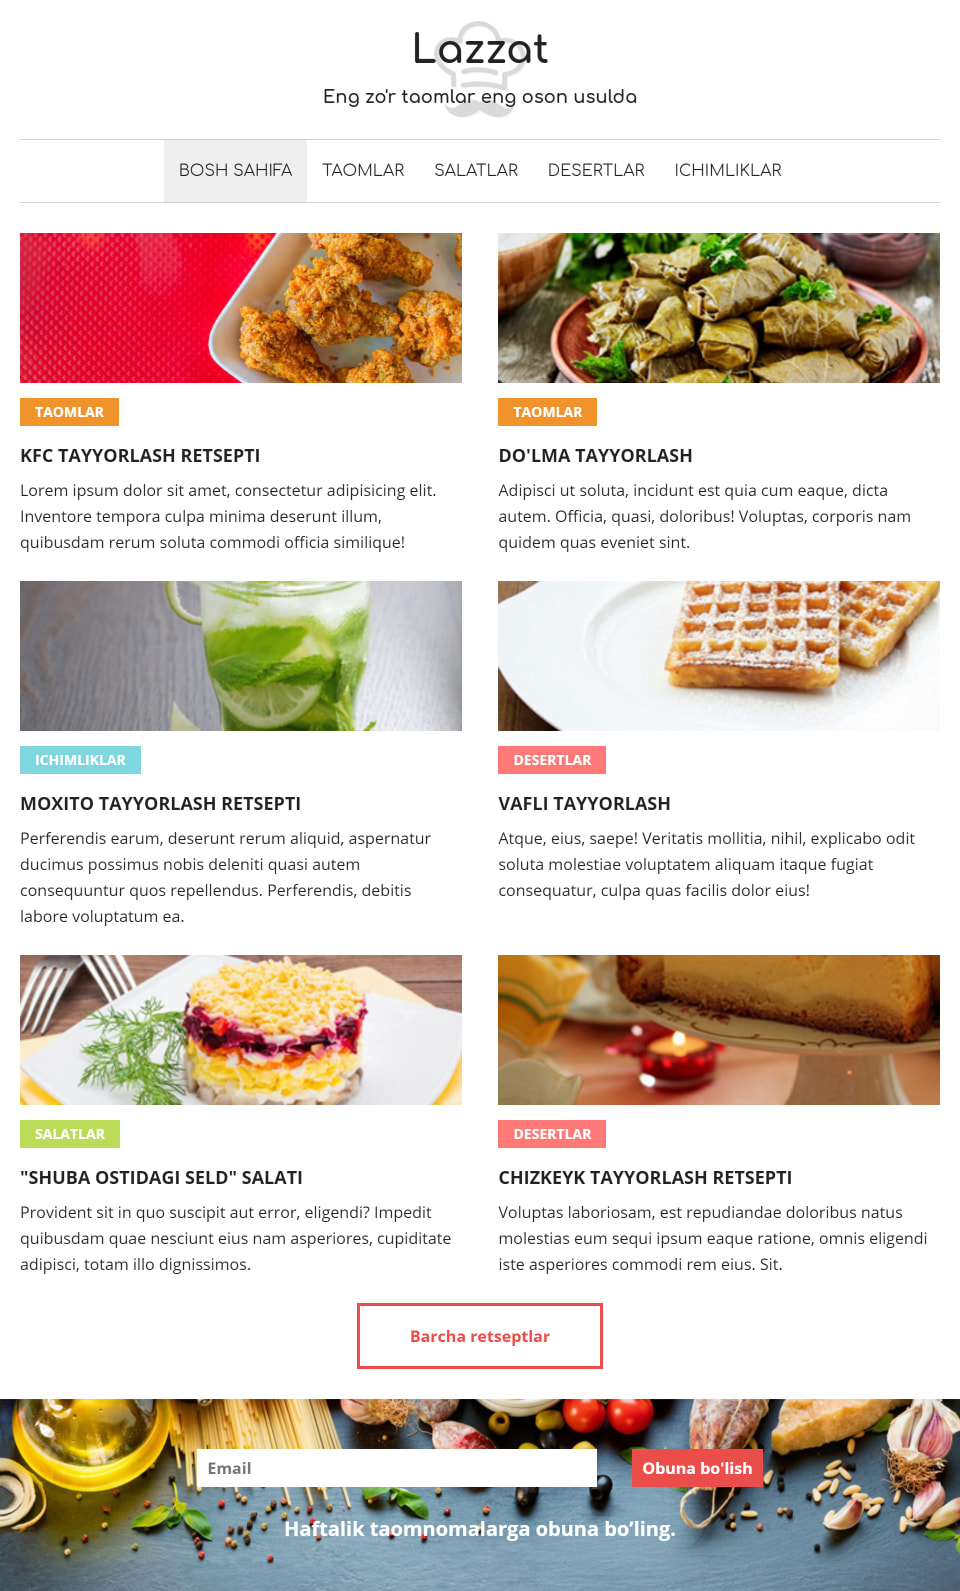 Lazzat
Eng zo'r taomlar eng oson usulda
BOSH SAHIFA TAOMLAR SALATLAR DESERTLAR ICHIMLIKLAR
TAOMLAR
KFC TAYYORLASH RETSEPTI
Lorem ipsum dolor sit amet, consectetur adipisicing elit.
Inventore tempora culpa minima deserunt illum,
quibusdam rerum soluta commodi officia similique!
TAOMLAR
DO'LMA TAYYORLASH
Adipisci ut soluta, incidunt est quia cum eaque, dicta
autem. Officia, quasi, doloribus! Voluptas, corporis nam
quidem quas eveniet sint.
ICHIMLIKLAR
MOXITO TAYYORLASH RETSEPTI
Perferendis earum, deserunt rerum aliquid, aspernatur
ducimus possimus nobis deleniti quasi autem
consequuntur quos repellendus. Perferendis, debitis
labore voluptatum ea.
DESERTLAR
VAFLI TAYYORLASH
Atque, eius, saepe! Veritatis mollitia, nihil, explicabo odit
soluta molestiae voluptatem aliquam itaque fugiat
consequatur, culpa quas facilis dolor eius!
SALATLAR
"SHUBA OSTIDAGI SELD" SALATI
Provident sit in quo suscipit aut error, eligendi? Impedit
quibusdam quae nesciunt eius nam asperiores, cupiditate
adipisci, totam illo dignissimos.
DESERTLAR
CHIZKEYK TAYYORLASH RETSEPTI
Voluptas laboriosam, est repudiandae doloribus natus
molestias eum sequi ipsum eaque ratione, omnis eligendi
iste asperiores commodi rem eius. Sit.
Barcha retseptlar
Email
Obuna bo'lish
Haftalik taomnomalarga obuna bo’ling.